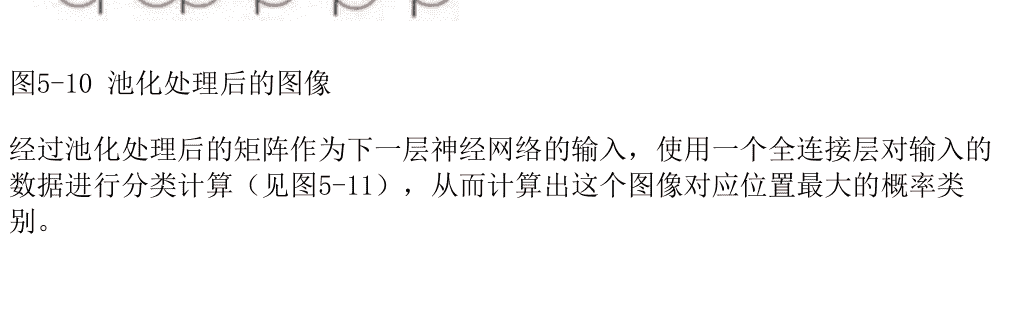 图5-10 池化处理后的图像
经过池化处理后的矩阵作为下一层神经网络的输入，使用一个全连接层对输入的
数据进行分类计算（见图5-11），从而计算出这个图像对应位置最大的概率类
别。